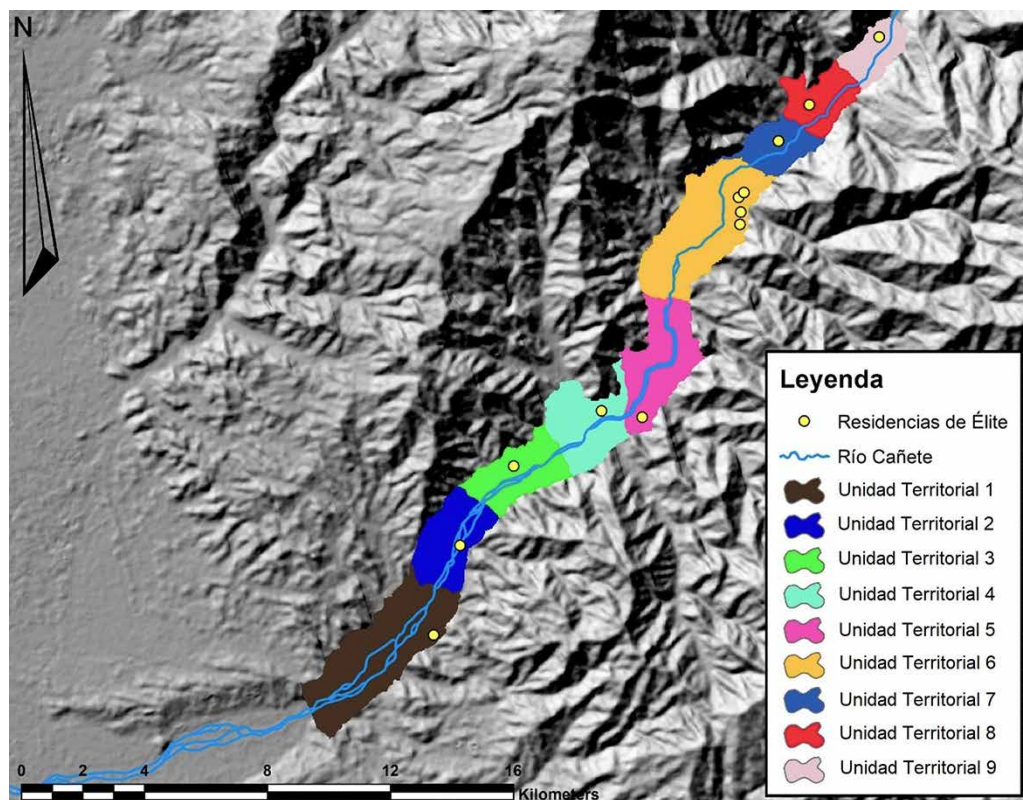 N
Leyenda
Residencias de Élite
Río Cañete
Unidad Territorial 1
Unidad Territorial 2
Unidad Territorial 3
Unidad Territorial 4
Unidad Territorial 5
Unidad Territorial 6
Unidad Territorial 7
Unidad Territorial 8
Unidad Territorial 9
0 2 4 8 12 16
Kilometers